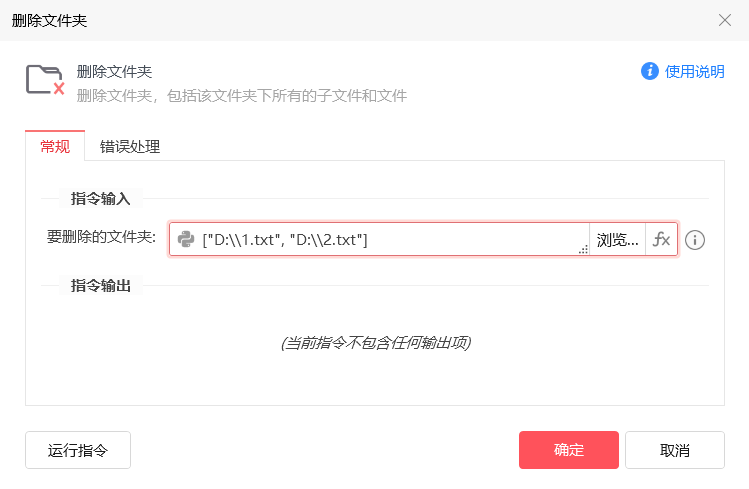 删除文件夹
删除文件夹
使用说明
删除文件夹，包括该文件夹下所有的子文件和文件
常规
错误处理
指令输入
要删除的文件夹:
["D:\\1.txt", "D:\\2.txt"]
浏览...
fx
指令输出
(当前指令不包含任何输出项)
运行指令
确定
取消